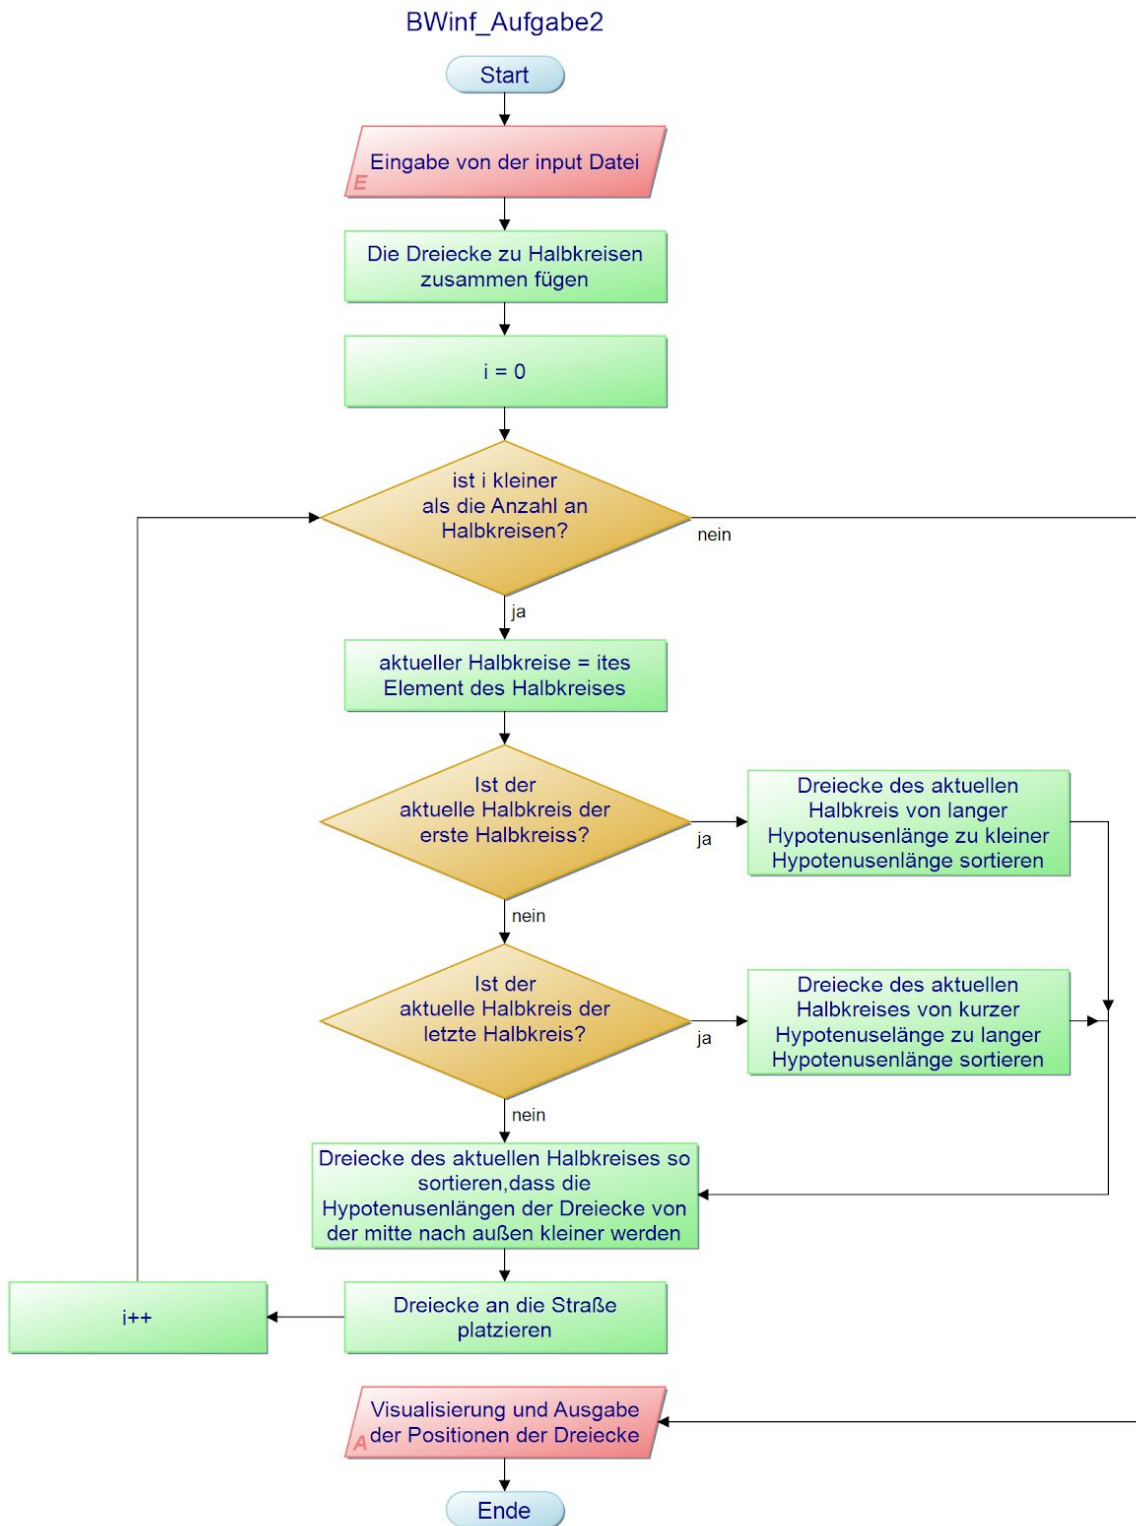 BWinf_Aufgabe2
Start
Eingabe von der input Datei
E
Die Dreiecke zu Halbkreisen
zusammen fügen
i = 0
ist i kleiner
als die Anzahl an
Halbkreisen?
nein
ja
aktueller Halbkreise = ites
Element des Halbkreises
Ist der
aktuelle Halbkreis der
erste Halbkreiss?
ja
Dreiecke des aktuellen
Halbkreis von langer
Hypotenusenlänge zu kleiner
Hypotenusenlänge sortieren
nein
Ist der
aktuelle Halbkreis der
letzte Halbkreis?
ja
Dreiecke des aktuellen
Halbkreises von kurzer
Hypotenuselänge zu langer
Hypotenusenlänge sortieren
nein
Dreiecke des aktuellen Halbkreises so
sortieren,dass die
Hypotenusenlängen der Dreiecke von
der mitte nach außen kleiner werden
Dreiecke an die Straße
platzieren
i++
Visualisierung und Ausgabe
der Positionen der Dreiecke
A
Ende